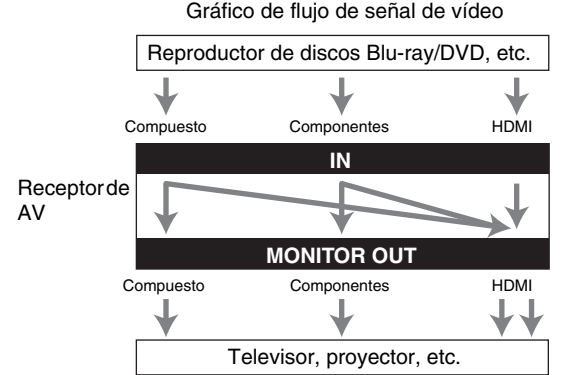 Gráfico de flujo de señal de vídeo
Reproductor de discos Blu-ray/DVD, etc.
Compuesto Componentes HDMI
IN
Receptor de
AV
MONITOR OUT
Compuesto Componentes HDMI
Televisor, proyector, etc.